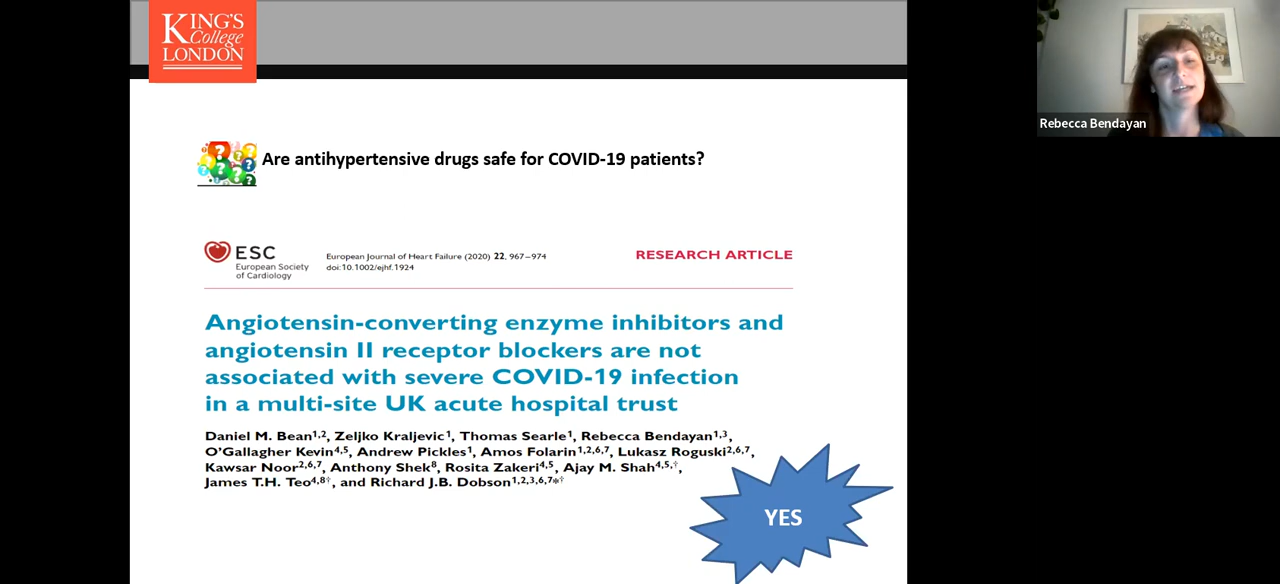 KING'S
College
LONDON
Rebecca Bendayan
Are antihypertensive drugs safe for COVID-19 patients?
ESC
European Society
of Cardiology
European Journal of Heart Failure (2020) 22, 967–974
doi:10.1002/ejhf.1924
RESEARCH ARTICLE
Angiotensin-converting enzyme inhibitors and
angiotensin II receptor blockers are not
associated with severe COVID-19 infection
in a multi-site UK acute hospital trust
Daniel M. Bean1,2, Zeljko Kraljevic1, Thomas Searle1, Rebecca Bendayan1,3,
O'Gallagher Kevin4,5, Andrew Pickles1, Amos Folarin1,2,6,7, Lukasz Roguski2,6,7,
Kawsar Noor2,6,7, Anthony Shek8, Rosita Zakeri4,5, Ajay M. Shah4,5,†,
James T.H. Teo4,8†, and Richard J.B. Dobson1,2,3,6,7*†
YES